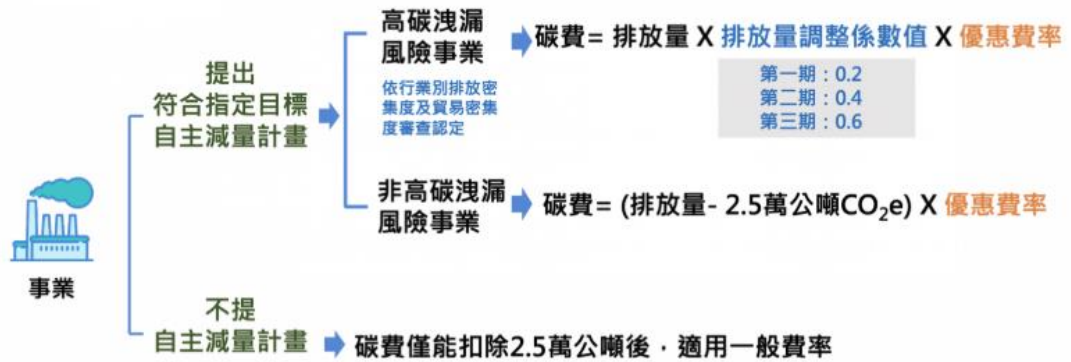 高碳洩漏
風險事業
依行業別排放密
集度及貿易密集
度審查認定
碳費= 排放量 X 排放量調整係數值 X 優惠費率
第一期：0.2
第二期：0.4
第三期：0.6
提出
符合指定目標
自主減量計畫
非高碳洩漏
風險事業
碳費= (排放量- 2.5萬公噸CO₂e) X 優惠費率
事業
不提
自主減量計畫
碳費僅能扣除2.5萬公噸後，適用一般費率